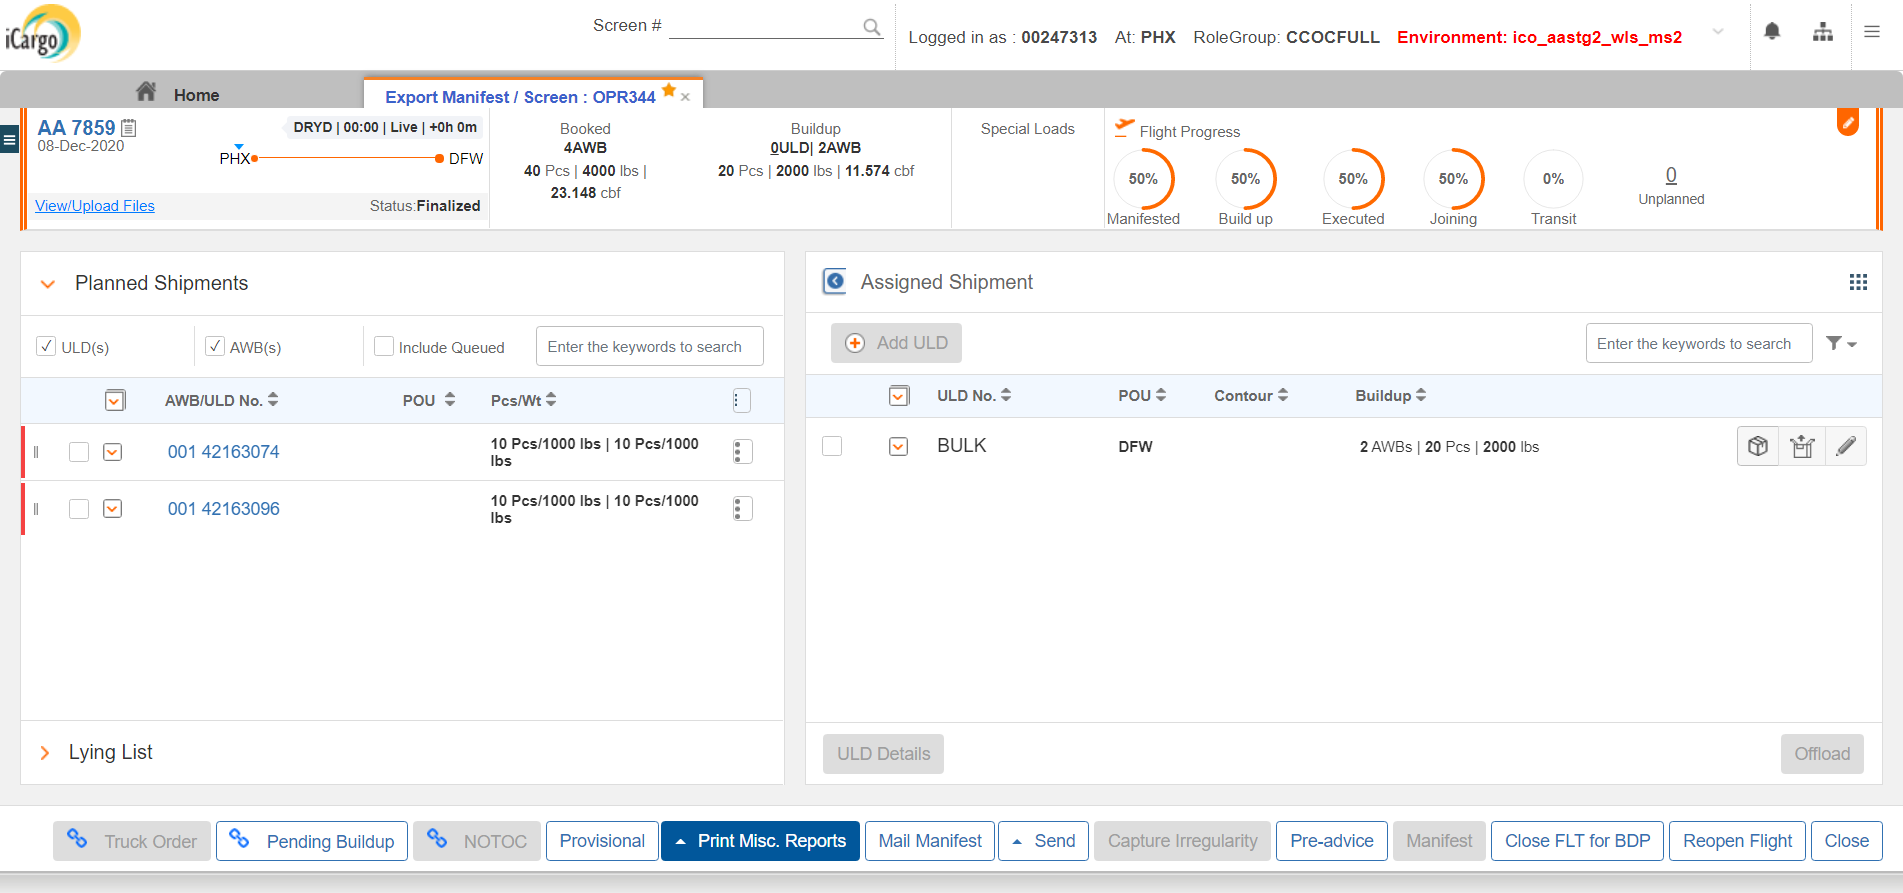 iCargo
Screen #
Logged in as : 00247313 At: PHX RoleGroup: CCOCFULL Environment: ico_aastg2_wls_ms2
Home
Export Manifest / Screen : OPR344
AA 7859
08-Dec-2020
DRYD | 00:00 | Live | +0h 0m
PHX
DFW
View/Upload Files
Status:Finalized
Booked
4AWB
40 Pcs | 4000 lbs |
23.148 cbf
Buildup
0ULD| 2AWB
20 Pcs | 2000 lbs | 11.574 cbf
Special Loads
Flight Progress
50%
Manifested
50%
Build up
50%
Executed
50%
Joining
0%
Transit
0
Unplanned
Planned Shipments
ULD(s)
AWB(s)
Include Queued
Enter the keywords to search
AWB/ULD No.
POU
Pcs/Wt
001 42163074
10 Pcs/1000 lbs | 10 Pcs/1000
lbs
001 42163096
10 Pcs/1000 lbs | 10 Pcs/1000
lbs
Lying List
Assigned Shipment
Add ULD
Enter the keywords to search
ULD No.
POU
Contour
Buildup
BULK
DFW
2 AWBs | 20 Pcs | 2000 lbs
ULD Details
Offload
Truck Order
Pending Buildup
NOTOC
Provisional
Print Misc. Reports
Mail Manifest
Send
Capture Irregularity
Pre-advice
Manifest
Close FLT for BDP
Reopen Flight
Close